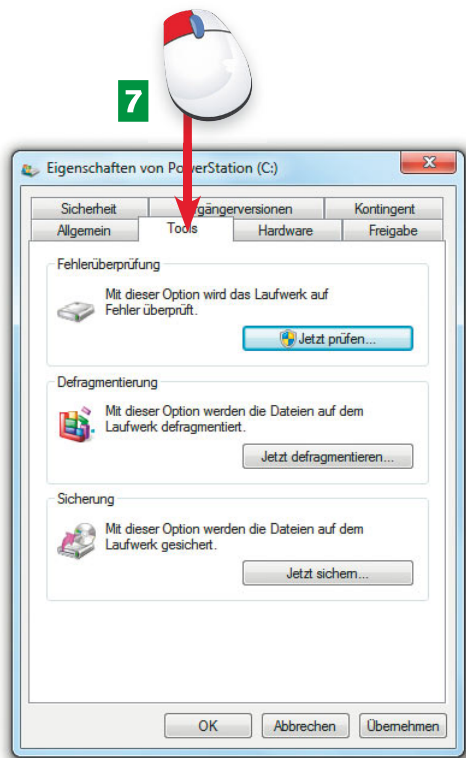 7
Eigenschaften von PowerStation (C:)
Sicherheit
Kontingent
Allgemein Tools Hardware Freigabe
Fehlerüberprüfung
Mit dieser Option wird das Laufwerk auf
Fehler überprüft.
Jetzt prüfen...
Defragmentierung
Mit dieser Option werden die Dateien auf dem
Laufwerk defragmentiert.
Jetzt defragmentieren...
Sicherung
Mit dieser Option werden die Dateien auf dem
Laufwerk gesichert.
Jetzt sichern...
OK Abbrechen Übernehmen